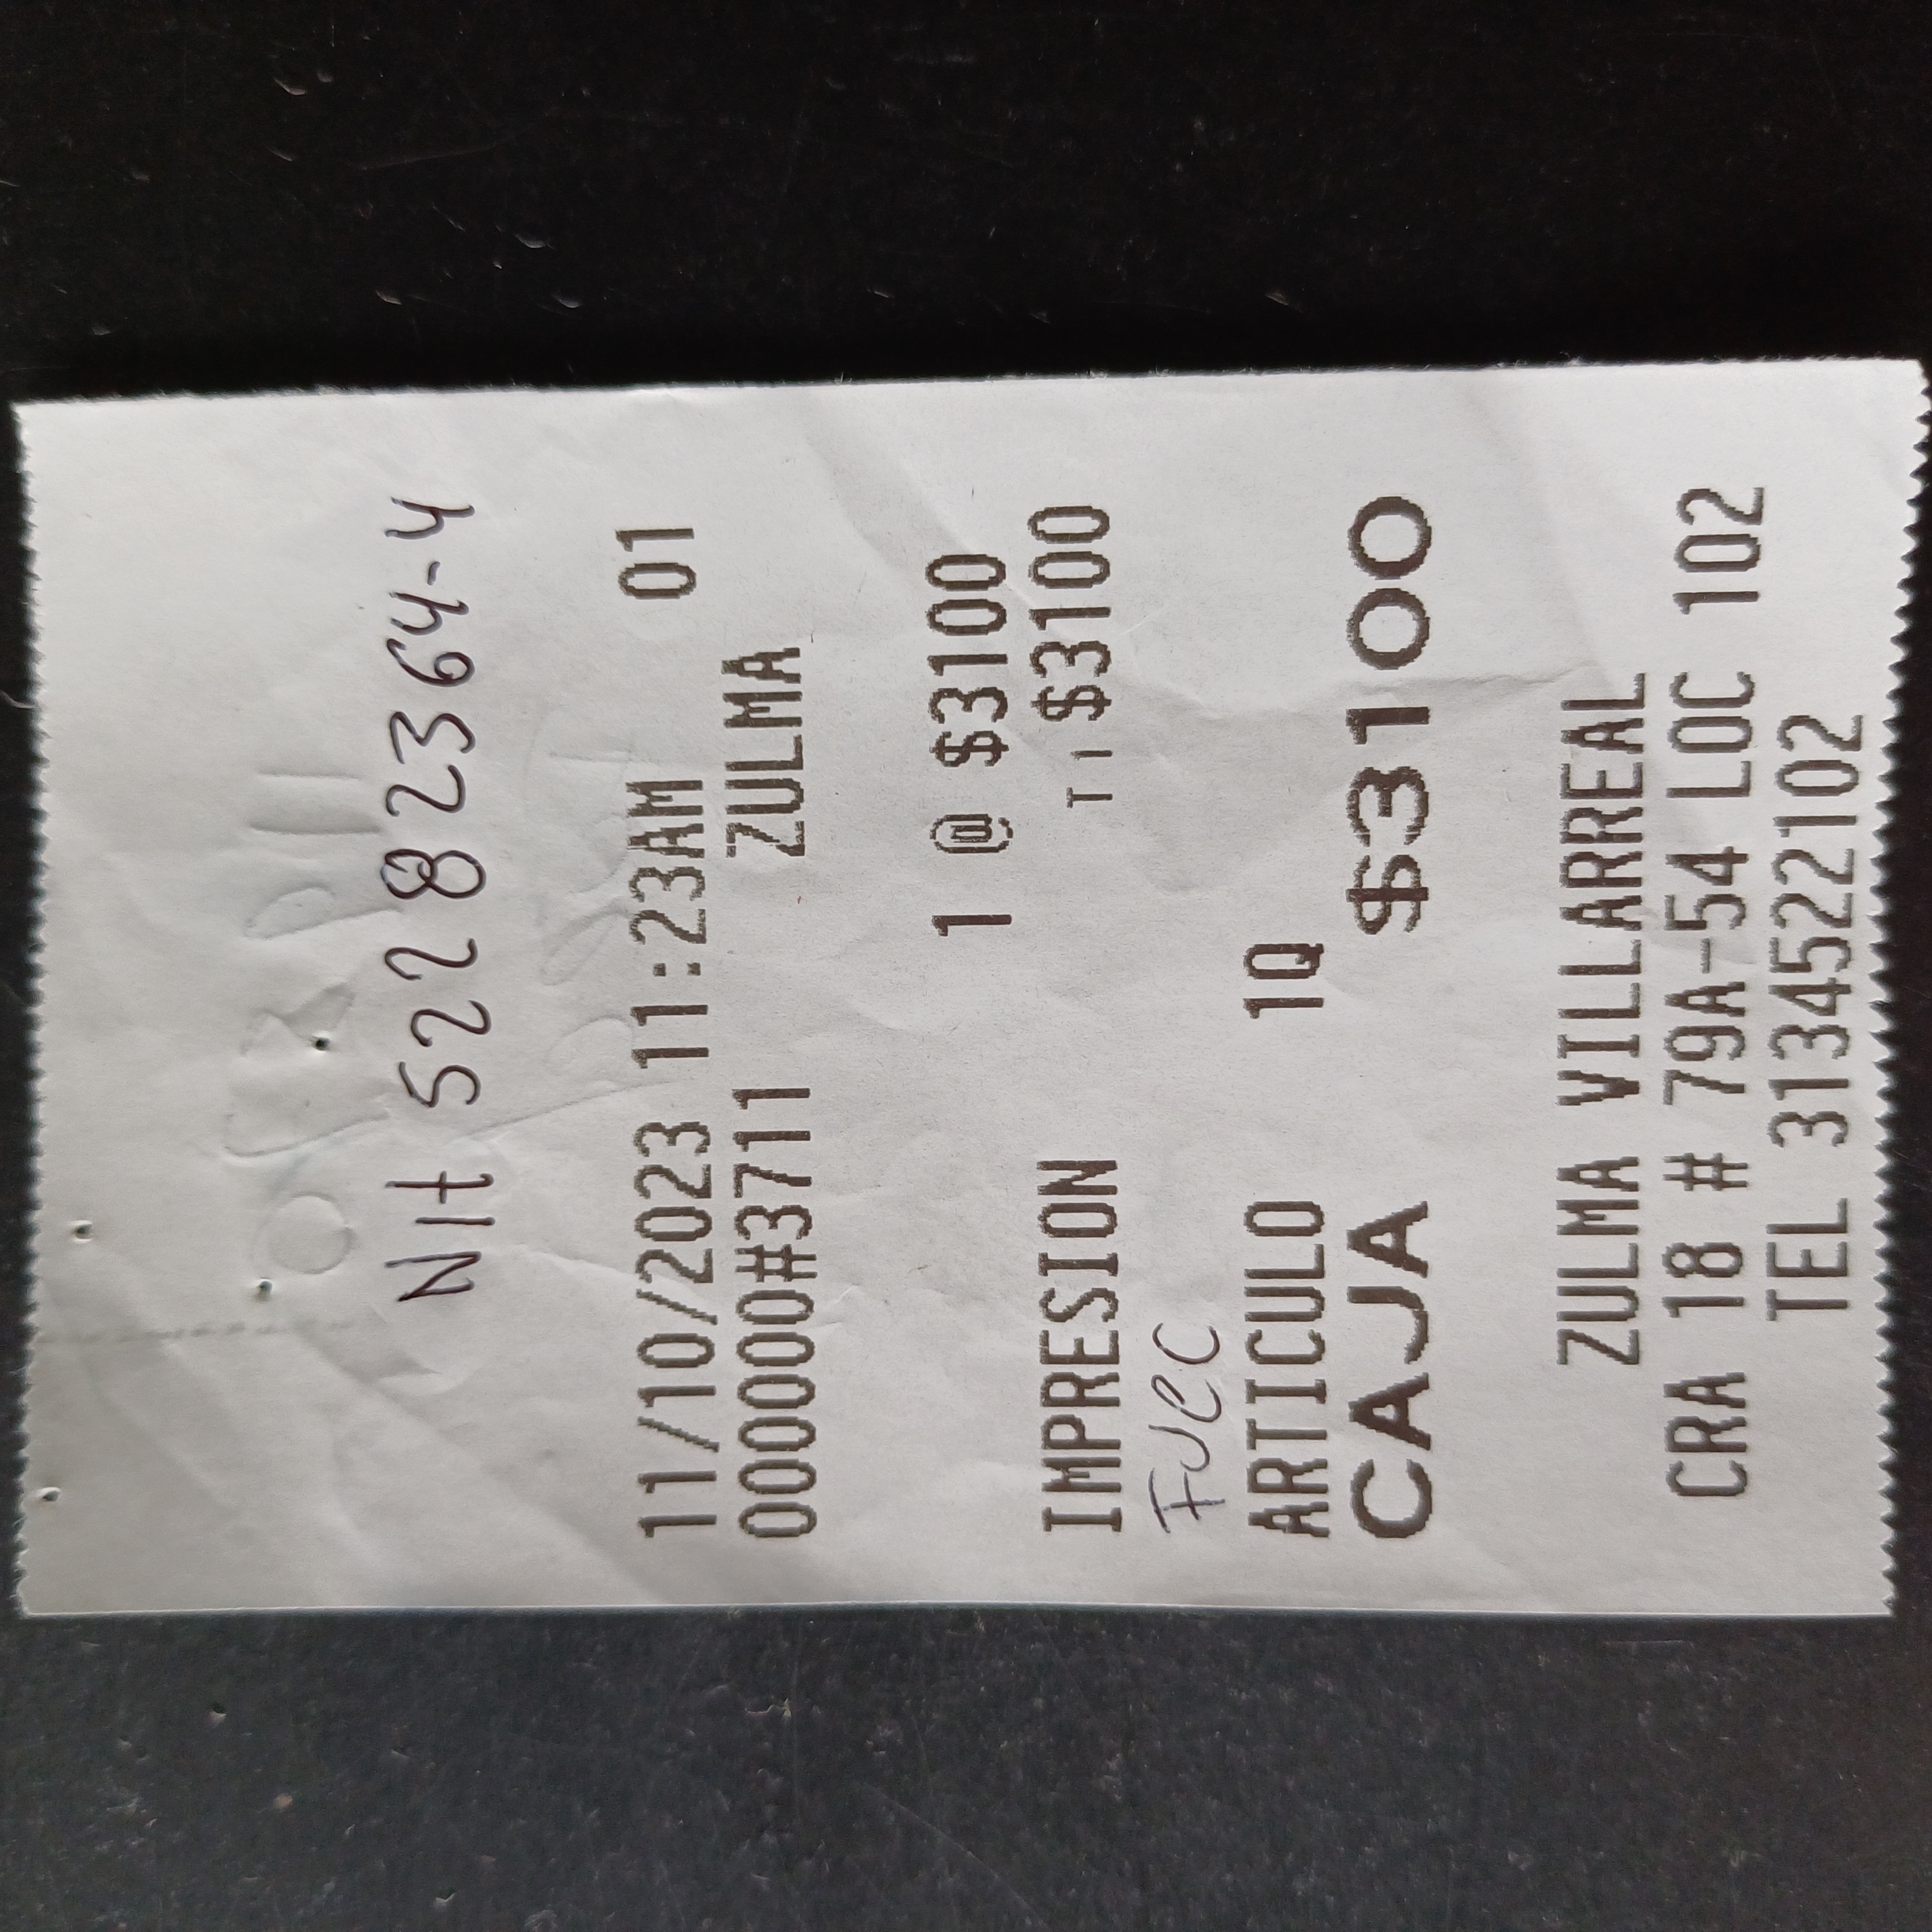 Nit 52282364-4
11/10/2023 11:23AM 01
000000#3711 ZULMA
1 @ $3100
IMPRESION T1 $3100
ARTICULO 1Q
CAJA $3100
ZULMA VILLARREAL
CRA 18 # 79A-54 LOC 102
TEL 3134522102